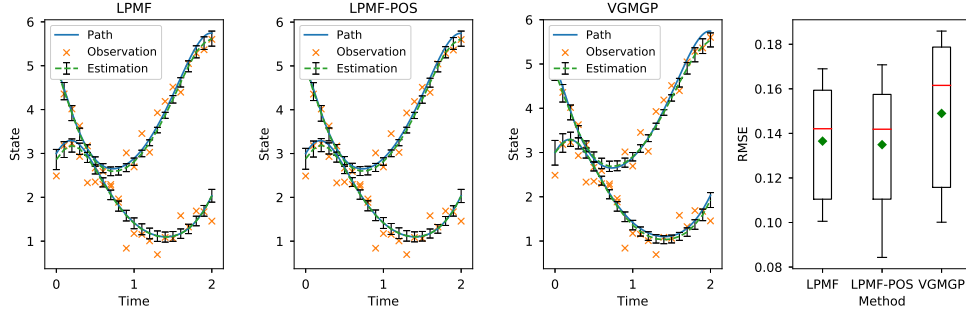 LPMF
LPMF-POS
VGMGP
6
5
4
3
2
1
State
0
1
2
Time
Path
Observation
Estimation
6
5
4
3
2
1
State
0
1
2
Time
Path
Observation
Estimation
6
5
4
3
2
1
State
0
1
2
Time
Path
Observation
Estimation
0.18
0.16
0.14
0.12
0.10
0.08
RMSE
LPMF
LPMF-POS
VGMGP
Method